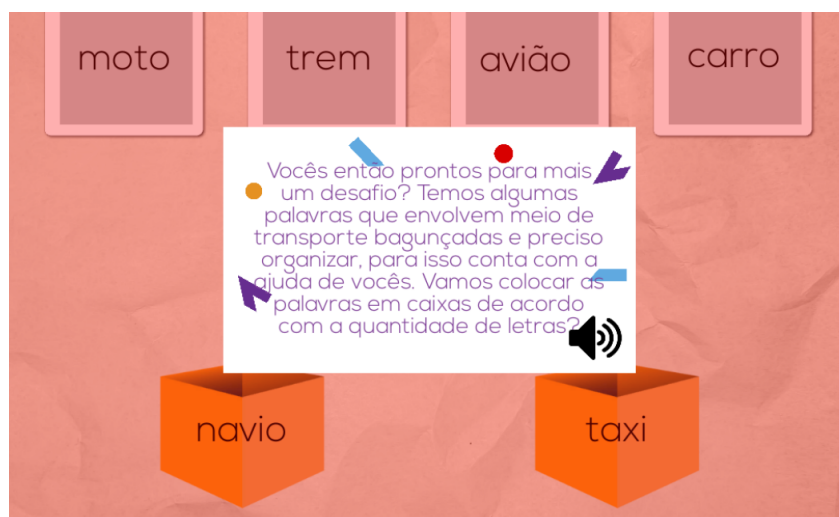 moto trem avião carro
Vocês então prontos para mais
um desafio? Temos algumas
palavras que envolvem meio de
transporte bagunçadas e preciso
organizar, para isso conta com a
ajuda de vocês. Vamos colocar as
palavras em caixas de acordo
com a quantidade de letras?
navio taxi